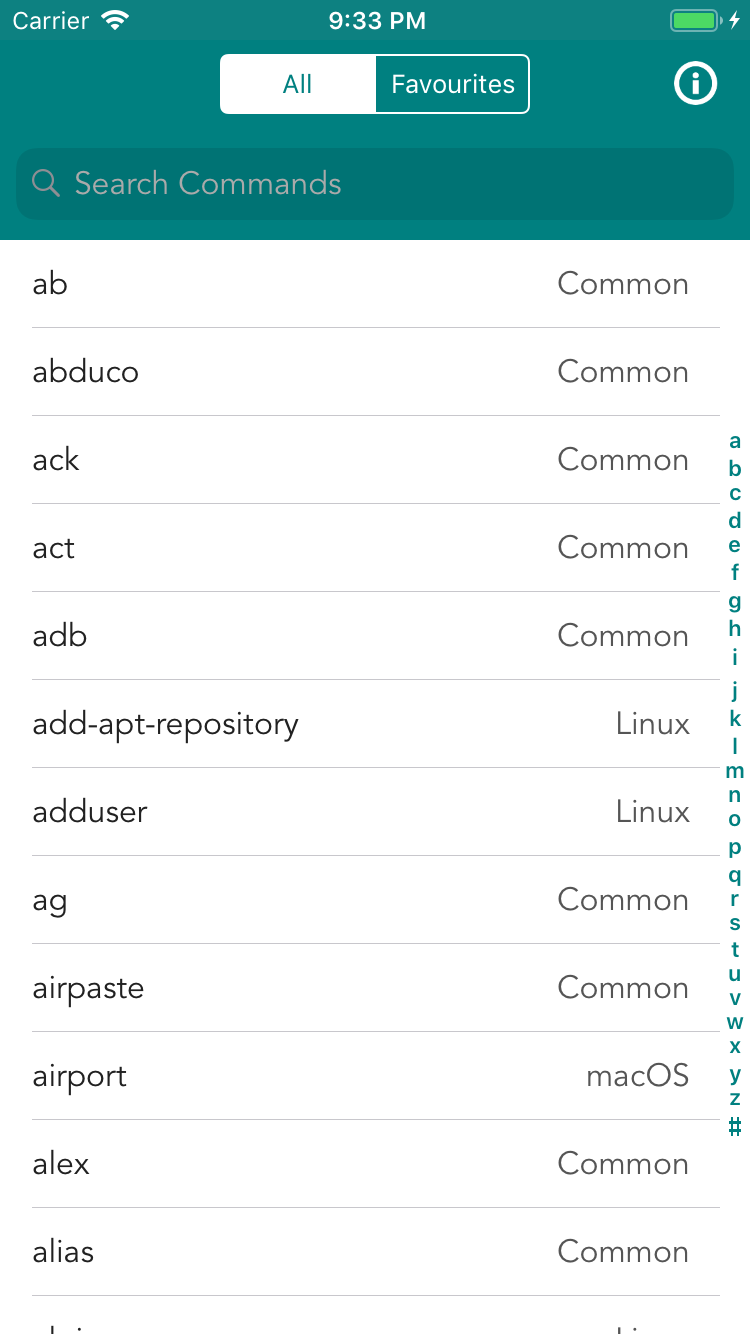 Carrier 9:33 PM
All Favourites
Search Commands
ab Common
abduco Common
ack Common
act Common
adb Common
add-apt-repository Linux
adduser Linux
ag Common
airpaste Common
airport macOS
alex Common
alias Common
a
b
c
d
e
f
g
h
i
j
k
l
m
n
o
p
q
r
s
t
u
v
w
x
y
z
#